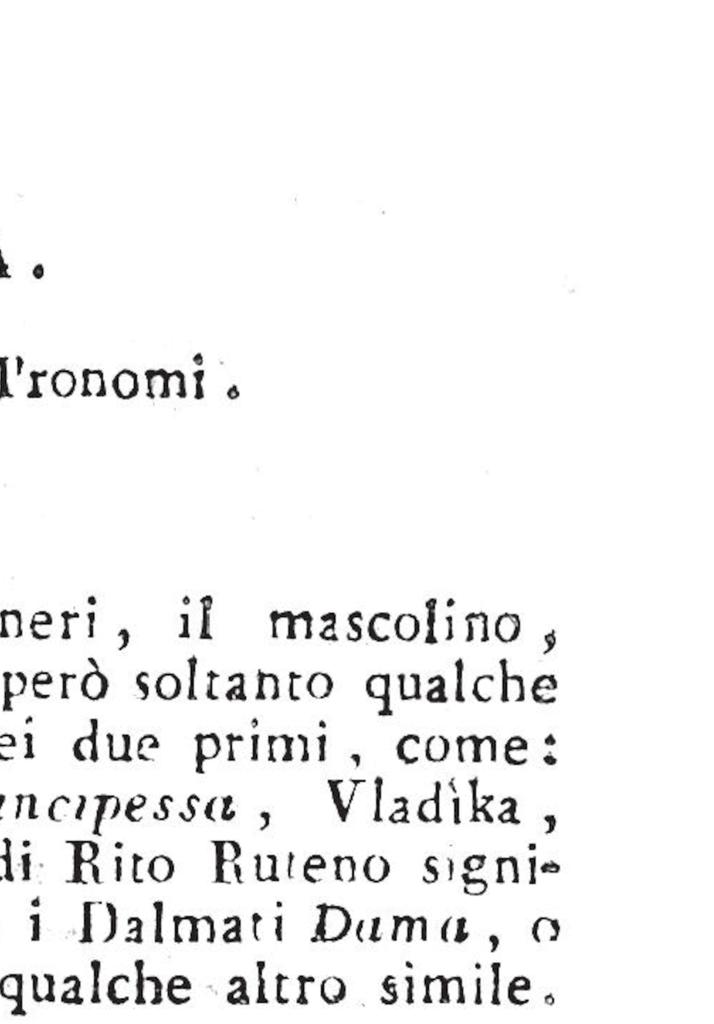 A.
Pronomi.
neri, il mascolino,
però soltanto qualche
ei due primi, come:
ncipessa, Vladìka,
di Rito Ruteno signi-
i Dalmati Dama, o
qualche altro simile.